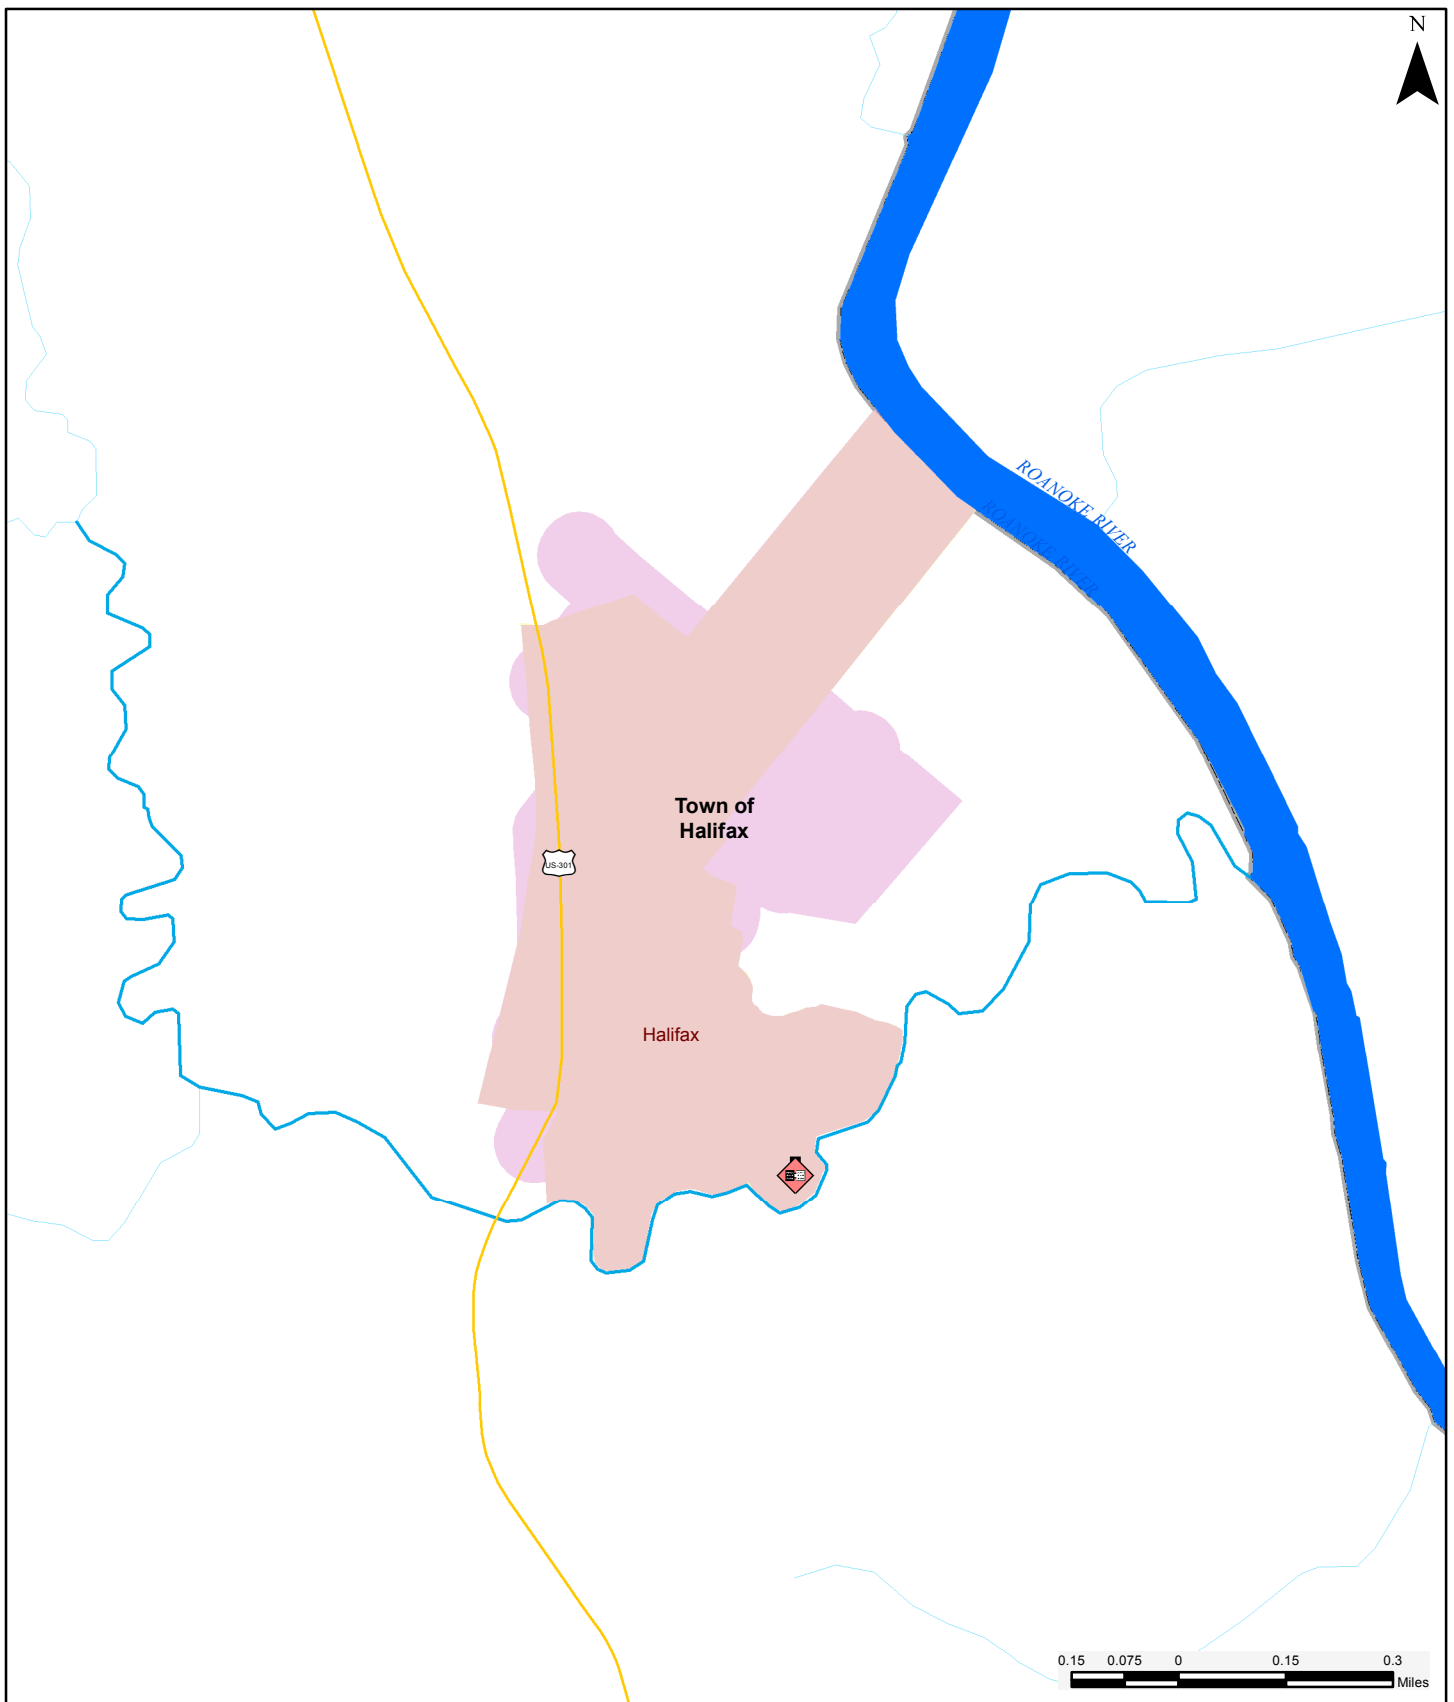 N
ROANOKE RIVER
ROANOKE RIVER
Town of
Halifax
US-301
Halifax
0.15 0.075 0 0.15 0.3
Miles